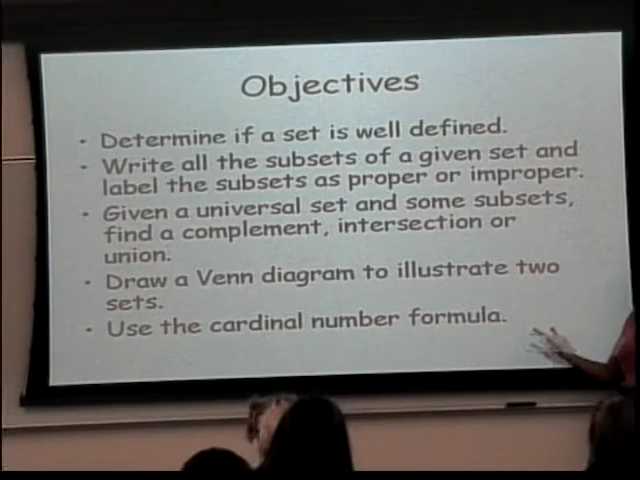 Objectives
• Determine if a set is well defined.
• Write all the subsets of a given set and
label the subsets as proper or improper.
• Given a universal set and some subsets,
find a complement, intersection or
union.
• Draw a Venn diagram to illustrate two
sets.
• Use the cardinal number formula.